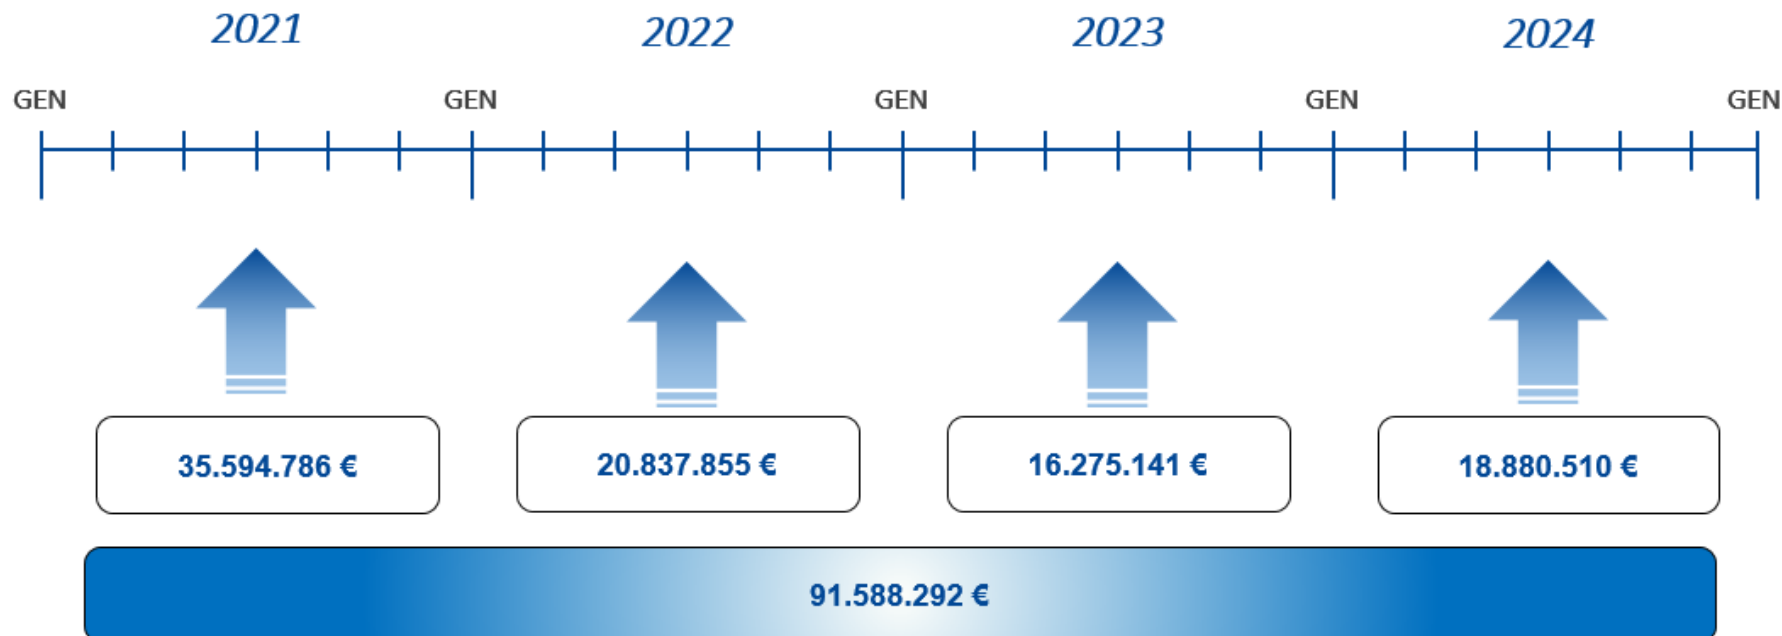 2021 2022 2023 2024
GEN GEN GEN GEN GEN
35.594.786 € 20.837.855 € 16.275.141 € 18.880.510 €
91.588.292 €